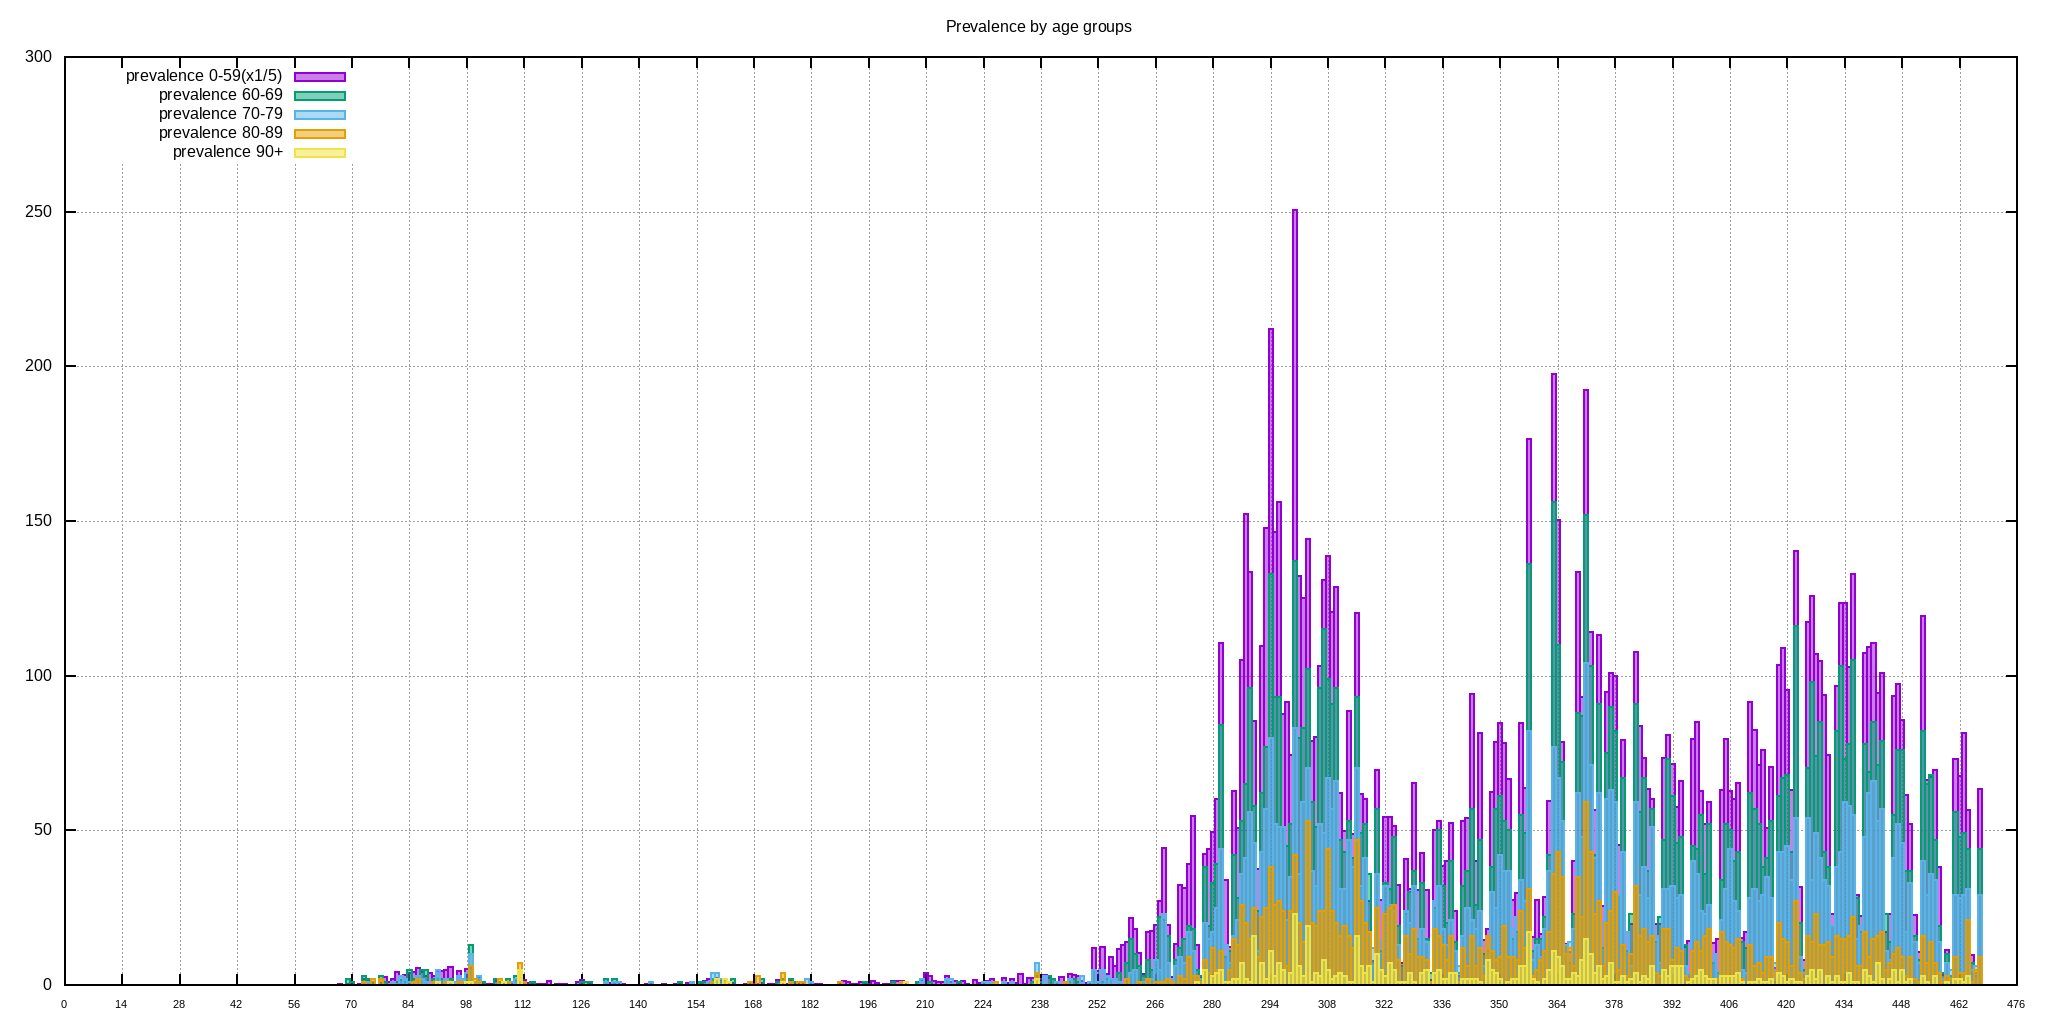 Prevalence by age groups
300
250
200
150
100
50
0
prevalence 0-59(x1/5)
prevalence 60-69
prevalence 70-79
prevalence 80-89
prevalence 90+
0 14 28 42 56 70 84 98 112 126 140 154 168 182 196 210 224 238 252 266 280 294 308 322 336 350 364 378 392 406 420 434 448 462 476